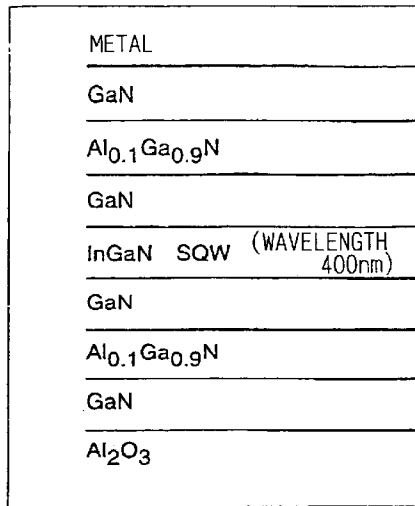 METAL
GaN
Al0.1Ga0.9N
GaN
InGaN SQW (WAVELENGTH
400nm)
GaN
Al0.1Ga0.9N
GaN
Al2O3